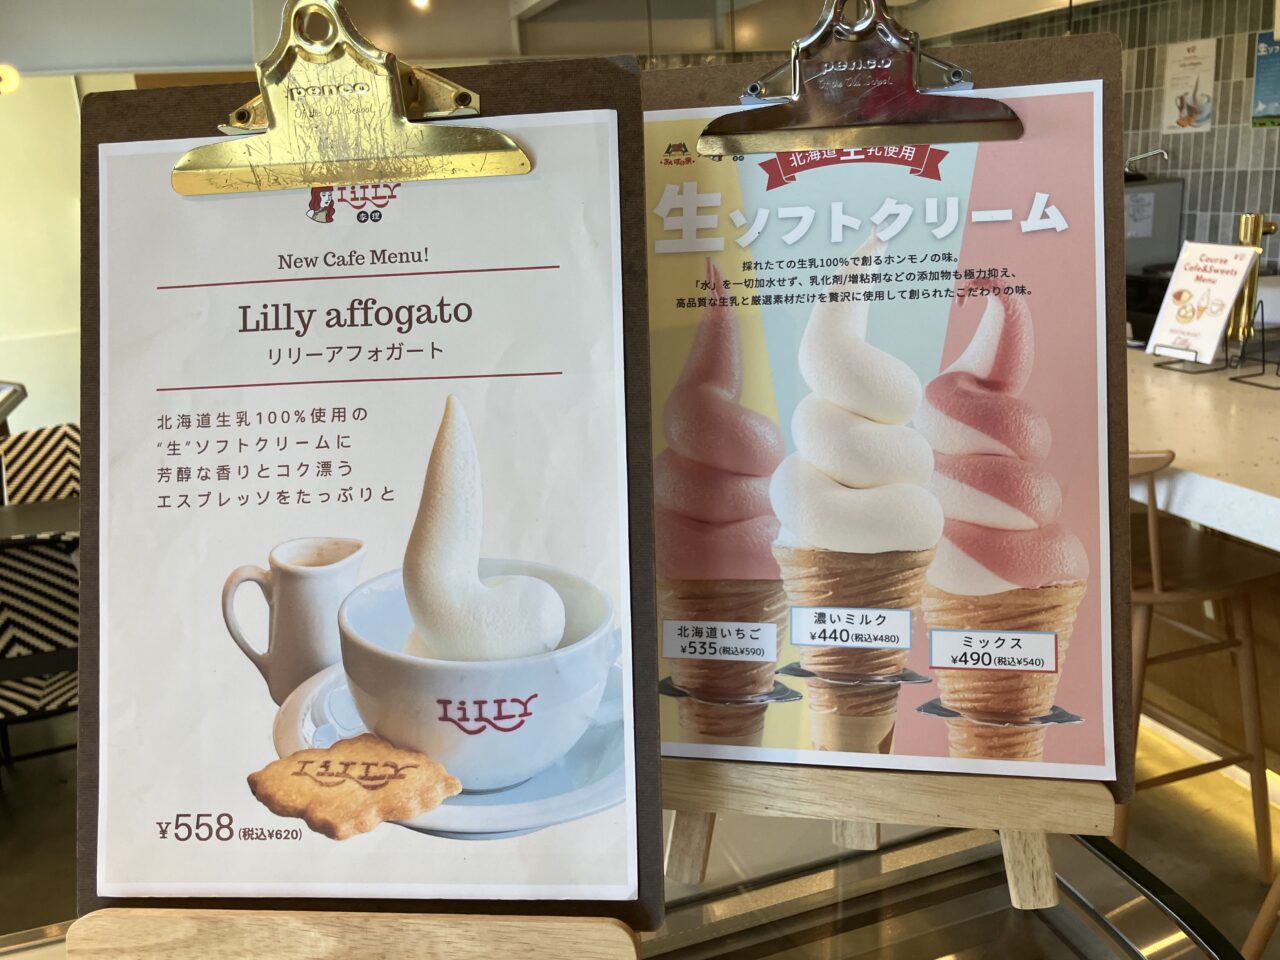 penco
LiLLY
李理
New Cafe Menu!
Lilly affogato
リリーアフォガート
北海道生乳100%使用の
“生”ソフトクリームに
芳醇な香りとコク漂う
エスプレッソをたっぷりと
LiLLY
LiLLY
¥558(税込¥620)
penco
北海道生乳使用
生ソフトクリーム
採れたての生乳100%で創るホンモノの味。
「水」を一切加水せず、乳化剤/増粘剤などの添加物も極力抑え、
高品質な生乳と厳選素材だけを贅沢に使用して創られたこだわりの味。
北海道いちご
¥535(税込¥590)
濃いミルク
¥440(税込¥480)
ミックス
¥490(税込¥540)
Course
Cafe&Sweets
Menu
Lilly